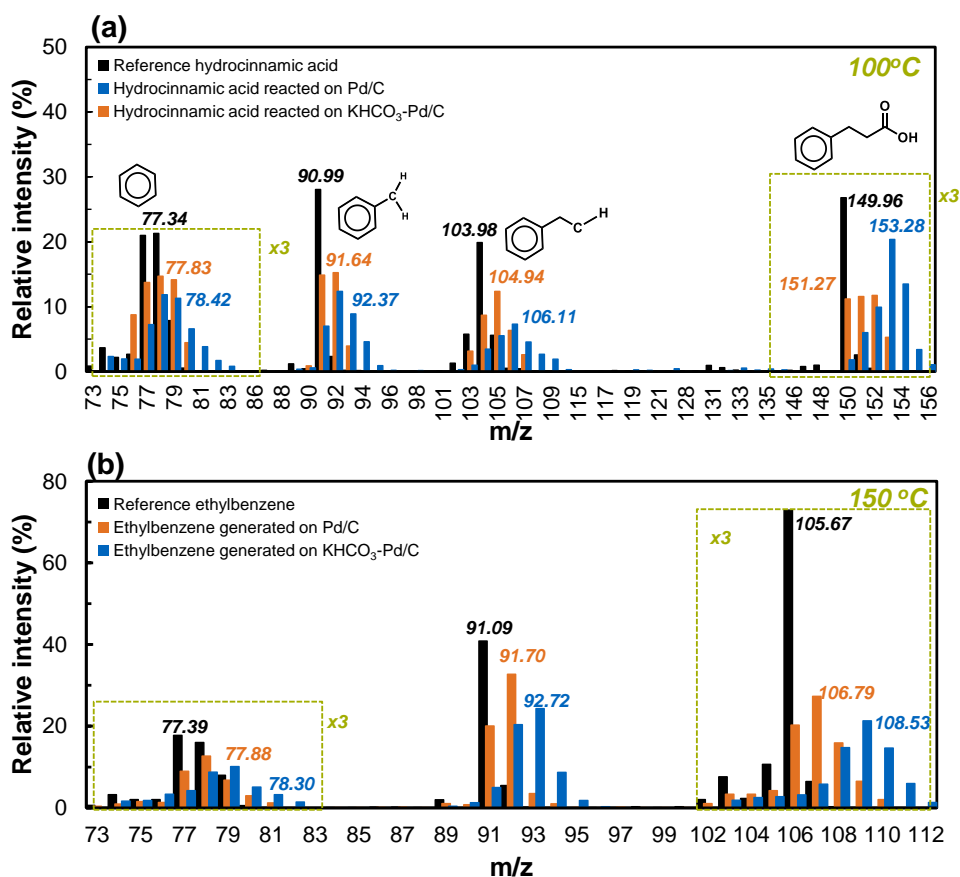 (a)
Relative intensity (%)
50
40
30
20
10
0
100°C
Reference hydrocinnamic acid
Hydrocinnamic acid reacted on Pd/C
Hydrocinnamic acid reacted on KHCO₃-Pd/C
77.34
77.83
78.42
x3
90.99
91.64
92.37
H
C
H
103.98
104.94
106.11
H
O
OH
x3
149.96
153.28
151.27
73 75 77 79 81 83 86 88 90 92 94 96 101 103 105 107 109 115 117 119 121 128 131 133 135 146 148 150 152 154 156
m/z
(b)
Relative intensity (%)
80
60
40
20
0
150 °C
Reference ethylbenzene
Ethylbenzene generated on Pd/C
Ethylbenzene generated on KHCO₃-Pd/C
77.39
77.88
78.30
x3
91.09
91.70
92.72
x3
105.67
106.79
108.53
73 75 77 79 83 87 89 91 93 95 97 99 102 104 106 108 110 112
m/z